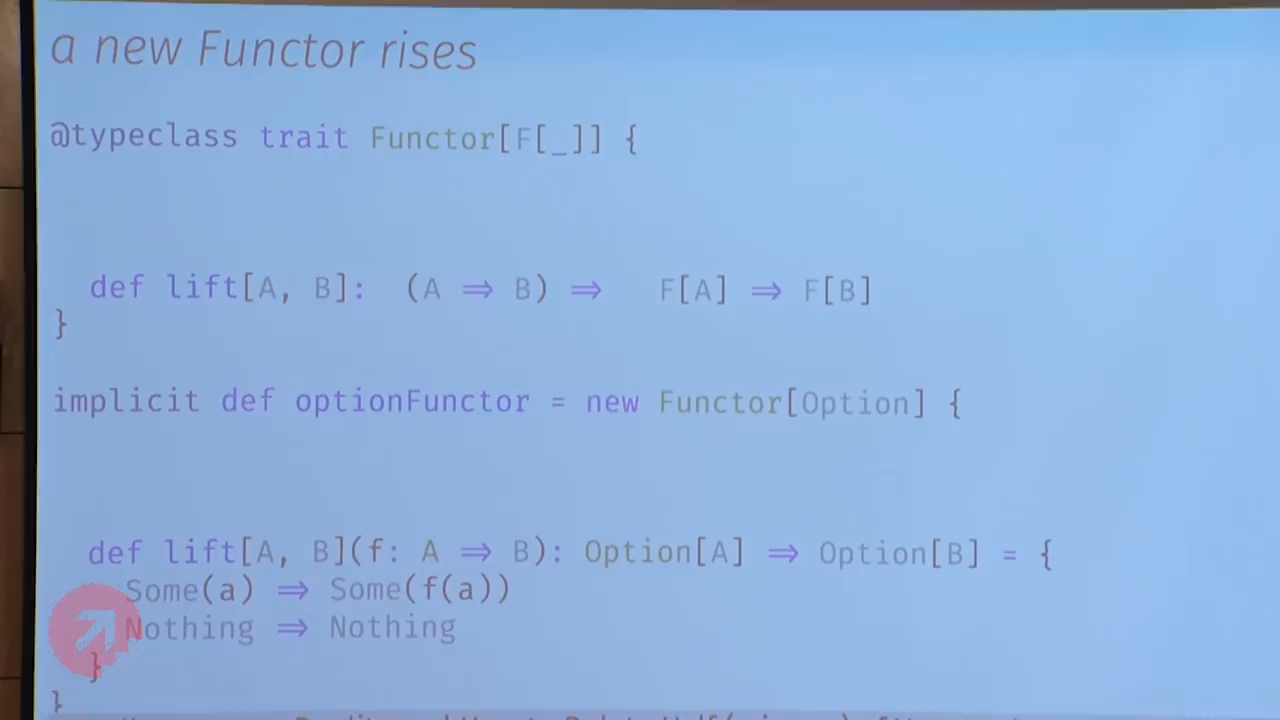 a new Functor rises
@typeclass trait Functor[F[_]] {
def lift[A, B]: (A ⇒ B) ⇒ F[A] ⇒ F[B]
}
implicit def optionFunctor = new Functor[Option] {
def lift[A, B](f: A ⇒ B): Option[A] ⇒ Option[B] = {
Some(a) ⇒ Some(f(a))
Nothing ⇒ Nothing
}
}